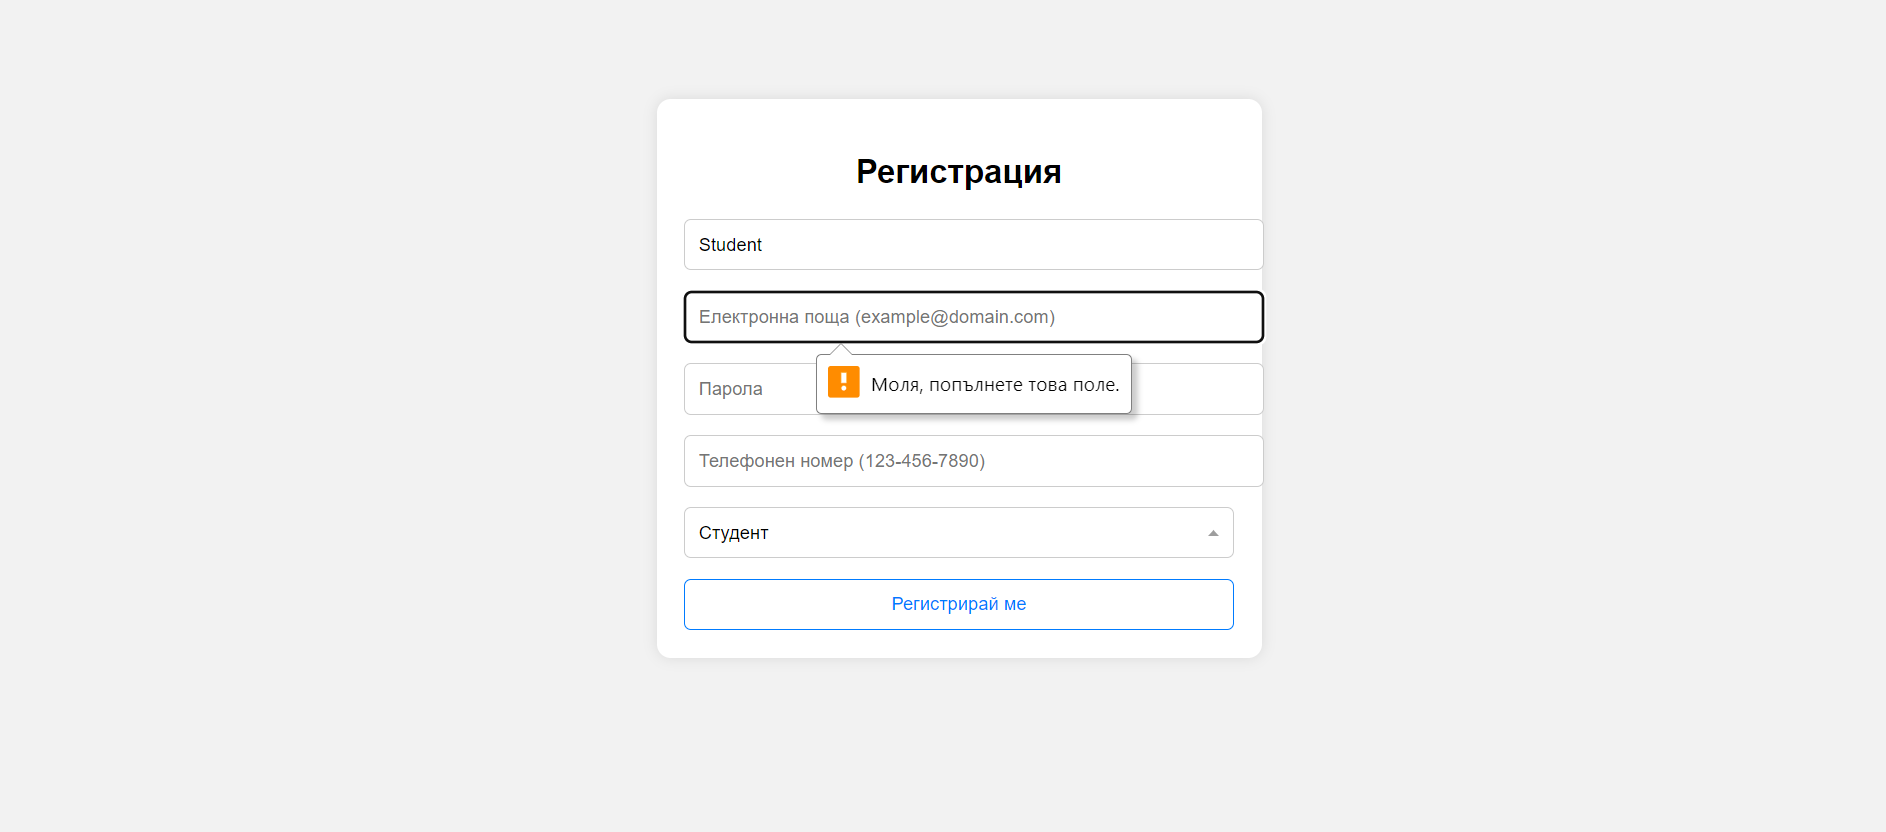 Регистрация
Student
Електронна поща (example@domain.com)
Парола
Моля, попълнете това поле.
Телефонен номер (123-456-7890)
Студент
Регистрирай ме